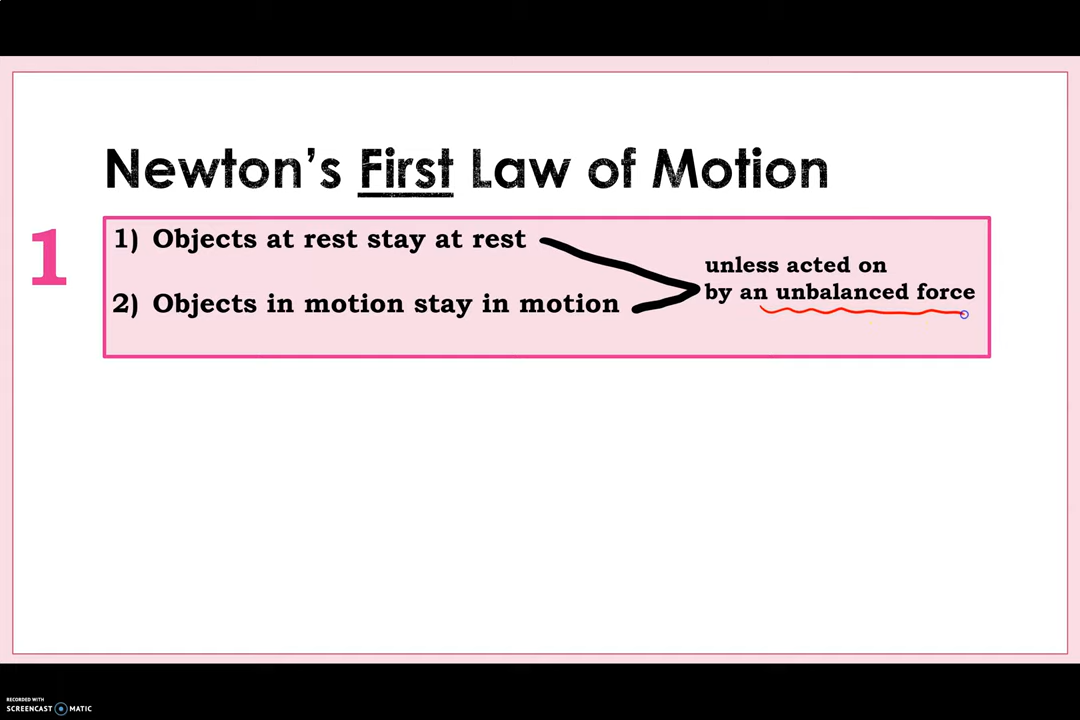 Newton's First Law of Motion
1
1) Objects at rest stay at rest
unless acted on
by an unbalanced force
2) Objects in motion stay in motion
RECORDED WITH
SCREENCAST MATIC